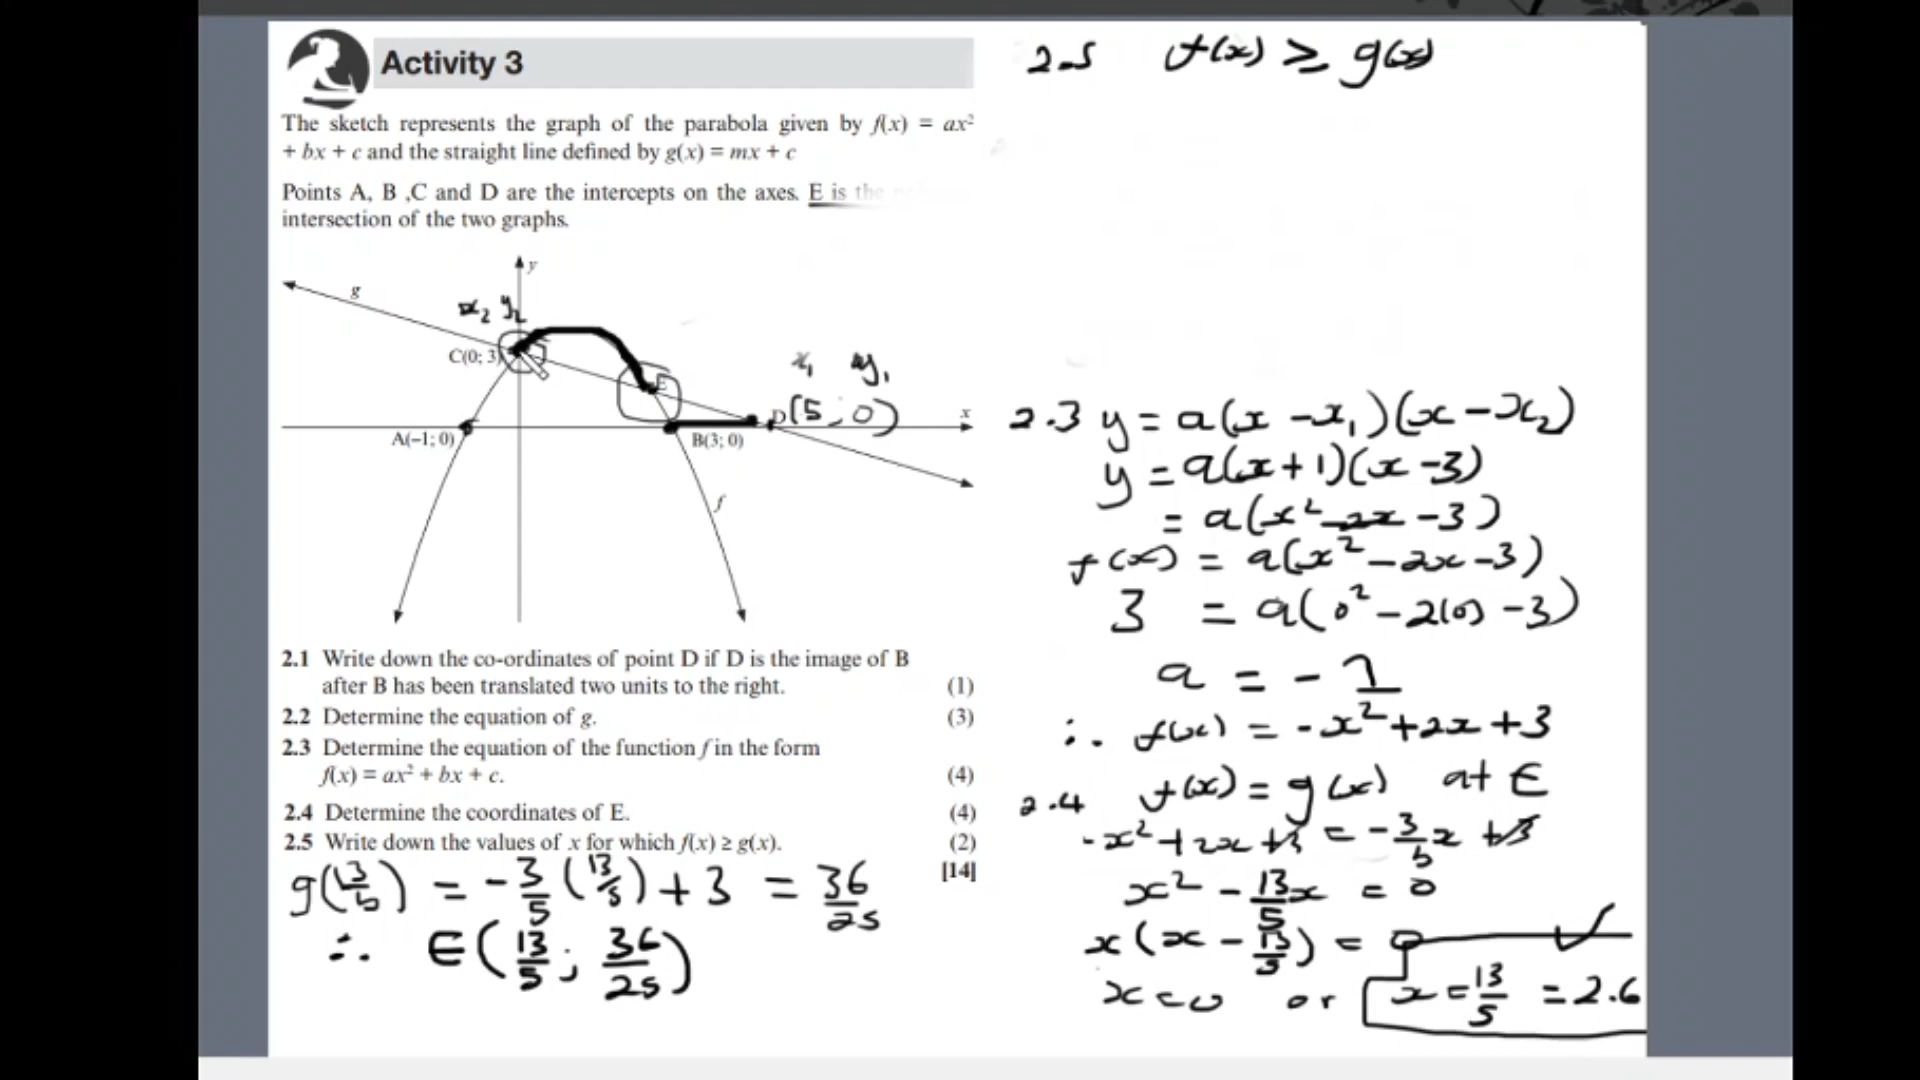 Activity 3
The sketch represents the graph of the parabola given by f(x) = ax²
+ bx + c and the straight line defined by g(x) = mx + c
Points A, B ,C and D are the intercepts on the axes. E is the
intersection of the two graphs.
y
g
x₂ y₂
C(0; 3
E
x₁ y₁
D(5; 0)
x
A(−1; 0)
B(3; 0)
f
2.1 Write down the co-ordinates of point D if D is the image of B
after B has been translated two units to the right. (1)
2.2 Determine the equation of g. (3)
2.3 Determine the equation of the function f in the form
f(x) = ax² + bx + c. (4)
2.4 Determine the coordinates of E. (4)
2.5 Write down the values of x for which f(x) ≥ g(x). (2)
[14]
g(13/5) = -3/5 (13/5) + 3 = 36/25
∴ E(13/5; 36/25)
2.5 f(x) ≥ g(x)
2.3 y = a(x - x₁)(x - x₂)
y = a(x+1)(x-3)
= a(x² - 2x - 3)
f(x) = a(x² - 2x - 3)
3 = a(0² - 2(0) - 3)
a = -1
∴ f(x) = -x² + 2x + 3
2.4 f(x) = g(x) at E
-x² + 2x + 3 = -3/5x + 3
x² - 13/5x = 0
x(x - 13/5) = 0
x = 0 or x = 13/5 = 2.6